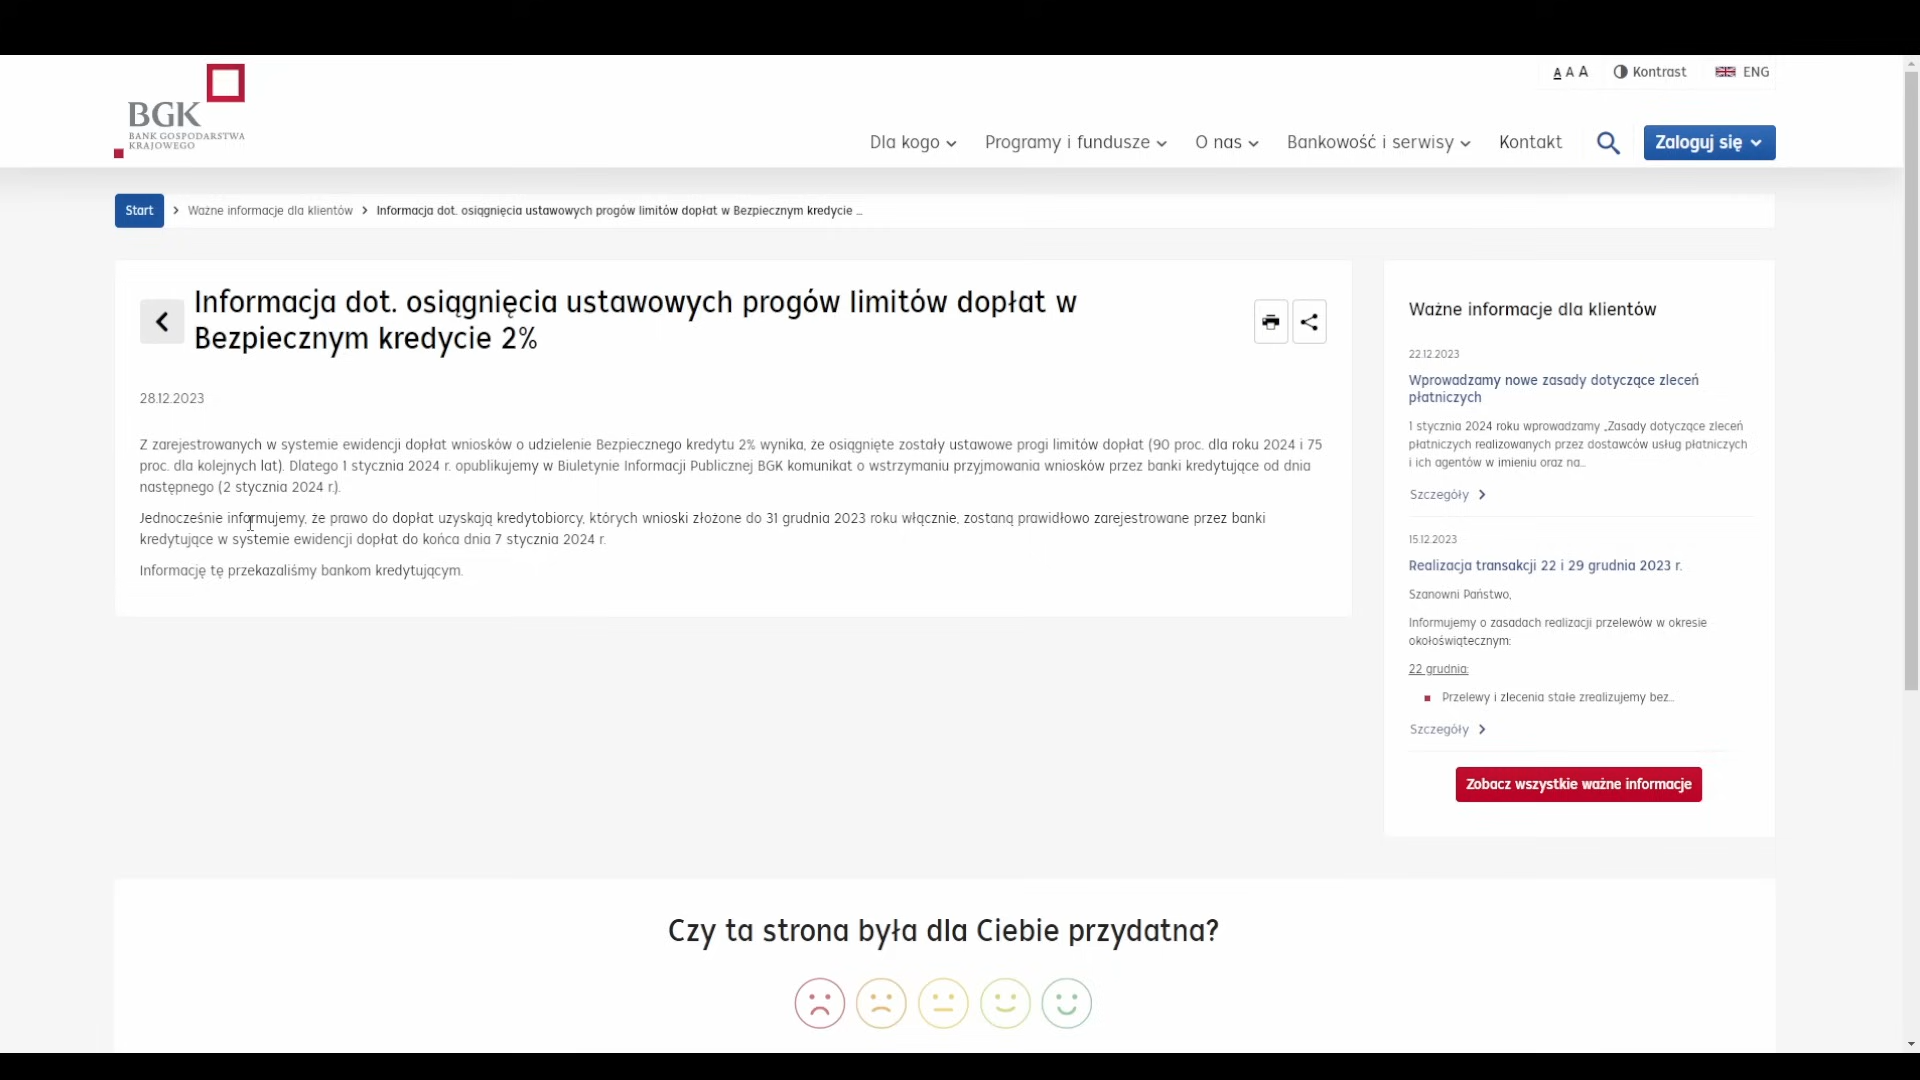 A A A Kontrast ENG
BGK
BANK GOSPODARSTWA
KRAJOWEGO
Dla kogo Programy i fundusze O nas Bankowość i serwisy Kontakt Zaloguj się
Start > Ważne informacje dla klientów > Informacja dot. osiągnięcia ustawowych progów limitów dopłat w Bezpiecznym kredycie ...
Informacja dot. osiągnięcia ustawowych progów limitów dopłat w
Bezpiecznym kredycie 2%
28.12.2023
Z zarejestrowanych w systemie ewidencji dopłat wniosków o udzielenie Bezpiecznego kredytu 2% wynika, że osiągnięte zostały ustawowe progi limitów dopłat (90 proc. dla roku 2024 i 75
proc. dla kolejnych lat). Dlatego 1 stycznia 2024 r. opublikujemy w Biuletynie Informacji Publicznej BGK komunikat o wstrzymaniu przyjmowania wniosków przez banki kredytujące od dnia
następnego (2 stycznia 2024 r.).
Jednocześnie informujemy, że prawo do dopłat uzyskają kredytobiorcy, których wnioski złożone do 31 grudnia 2023 roku włącznie, zostaną prawidłowo zarejestrowane przez banki
kredytujące w systemie ewidencji dopłat do końca dnia 7 stycznia 2024 r.
Informację tę przekazaliśmy bankom kredytującym.
Ważne informacje dla klientów
22.12.2023
Wprowadzamy nowe zasady dotyczące zleceń
płatniczych
1 stycznia 2024 roku wprowadzamy „Zasady dotyczące zleceń
płatniczych realizowanych przez dostawców usług płatniczych
i ich agentów w imieniu oraz na...
Szczegóły >
15.12.2023
Realizacja transakcji 22 i 29 grudnia 2023 r.
Szanowni Państwo,
Informujemy o zasadach realizacji przelewów w okresie
okołoświątecznym:
22 grudnia:
Przelewy i zlecenia stałe zrealizujemy bez...
Szczegóły >
Zobacz wszystkie ważne informacje
Czy ta strona była dla Ciebie przydatna?